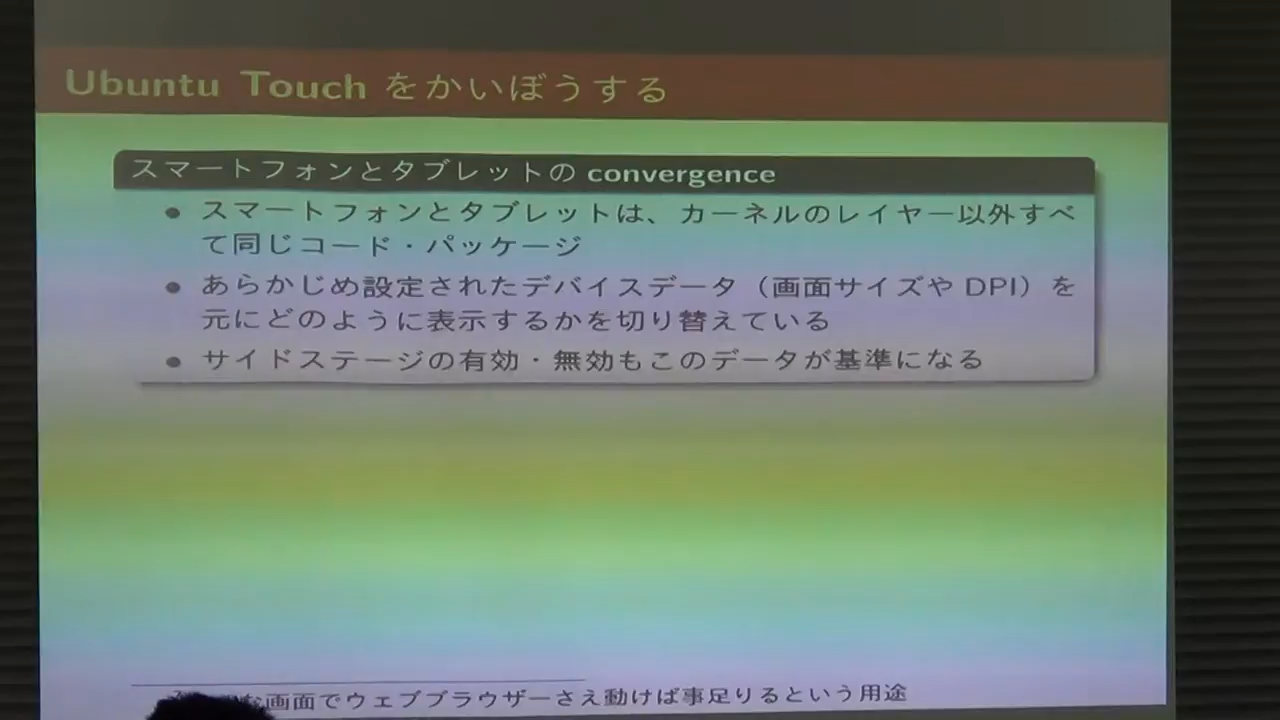 Ubuntu Touch をかいぼうする
スマートフォンとタブレットの convergence
• スマートフォンとタブレットは、カーネルのレイヤー以外すべ
て同じコード・パッケージ
• あらかじめ設定されたデバイスデータ（画面サイズや DPI）を
元にどのように表示するかを切り替えている
• サイドステージの有効・無効もこのデータが基準になる
な画面でウェブブラウザーさえ動けば事足りるという用途